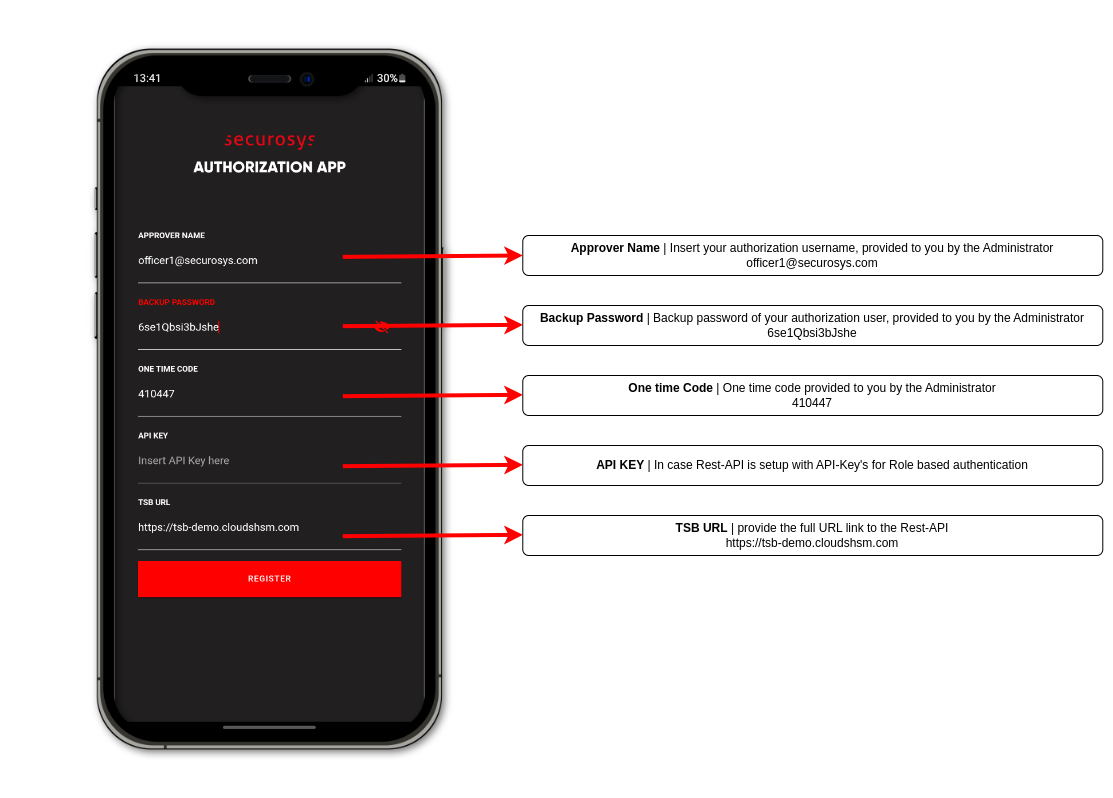 13:41
30%
securosys
AUTHORIZATION APP
APPROVER NAME
officer1@securosys.com
BACKUP PASSWORD
6se1Qbsi3bJshe
ONE TIME CODE
410447
API KEY
Insert API Key here
TSB URL
https://tsb-demo.cloudshsm.com
REGISTER
Approver Name | Insert your authorization username, provided to you by the Administrator
officer1@securosys.com
Backup Password | Backup password of your authorization user, provided to you by the Administrator
6se1Qbsi3bJshe
One time Code | One time code provided to you by the Administrator
410447
API KEY | In case Rest-API is setup with API-Key's for Role based authentication
TSB URL | provide the full URL link to the Rest-API
https://tsb-demo.cloudshsm.com